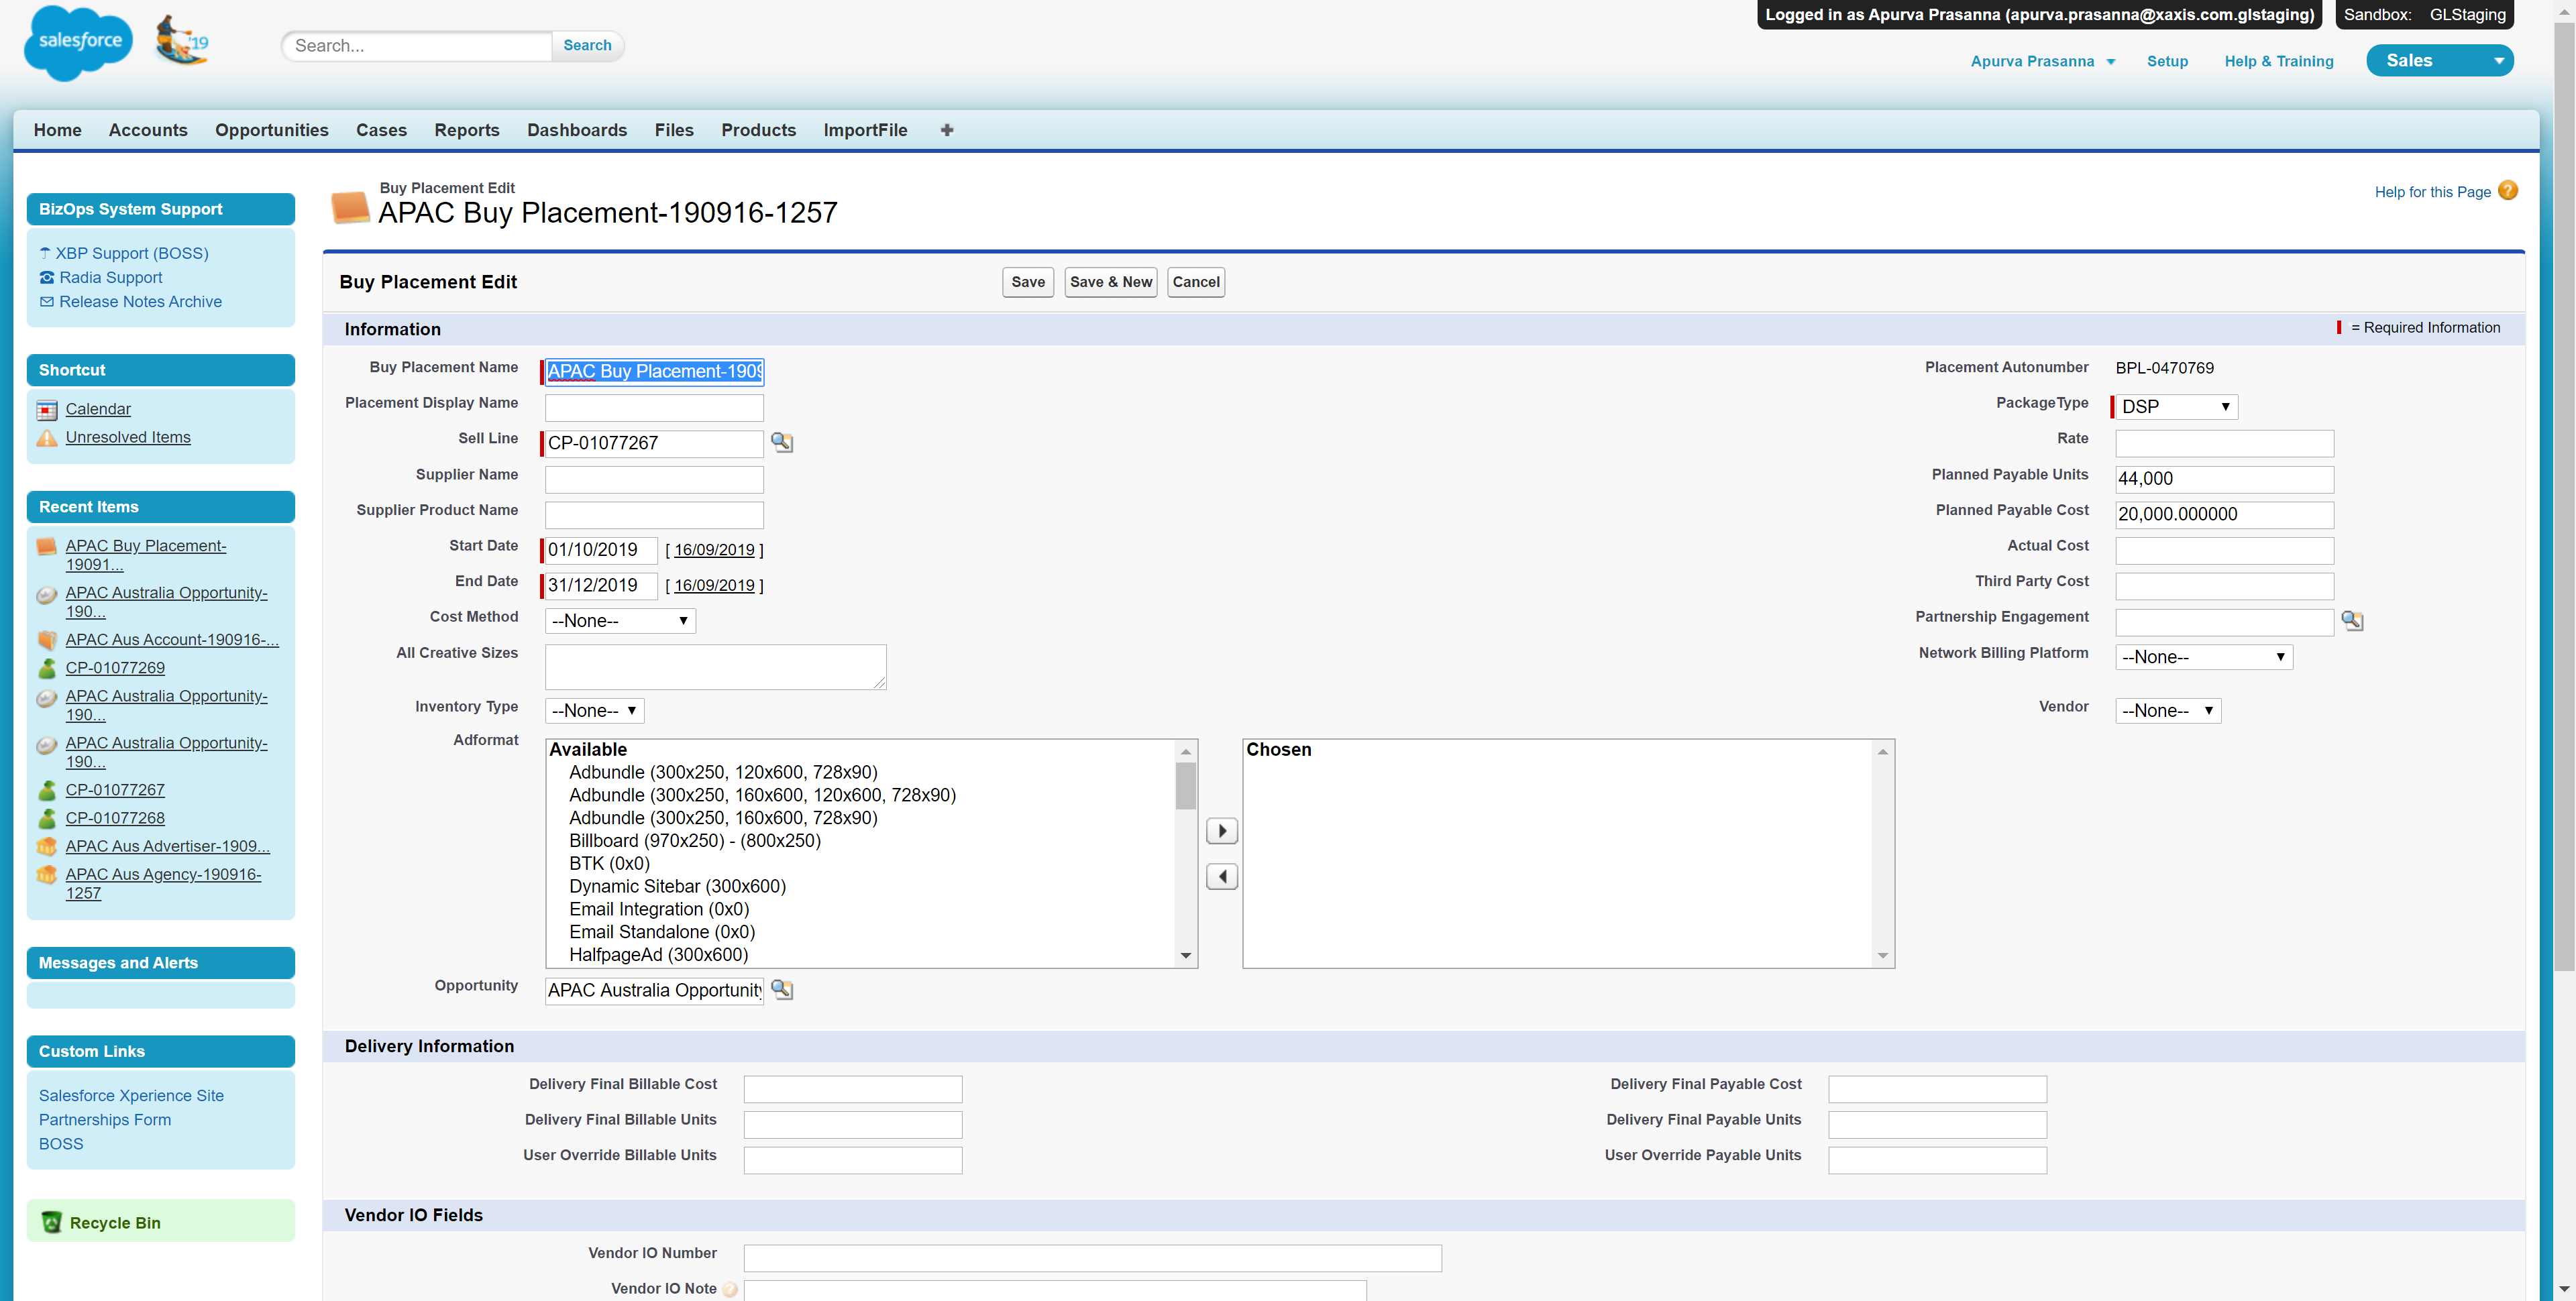 Logged in as Apurva Prasanna (apurva.prasanna@xaxis.com.glstaging)
Sandbox: GLStaging
salesforce
'19
Search...
Search
Apurva Prasanna
Setup
Help & Training
Sales
Home Accounts Opportunities Cases Reports Dashboards Files Products ImportFile
BizOps System Support
XBP Support (BOSS)
Radia Support
Release Notes Archive
Shortcut
Calendar
Unresolved Items
Recent Items
APAC Buy Placement-
19091...
APAC Australia Opportunity-
190...
APAC Aus Account-190916-...
CP-01077269
APAC Australia Opportunity-
190...
APAC Australia Opportunity-
190...
CP-01077267
CP-01077268
APAC Aus Advertiser-1909...
APAC Aus Agency-190916-
1257
Messages and Alerts
Custom Links
Salesforce Xperience Site
Partnerships Form
BOSS
Recycle Bin
Buy Placement Edit
APAC Buy Placement-190916-1257
Help for this Page ?
Buy Placement Edit
Save
Save & New
Cancel
Information
= Required Information
Buy Placement Name APAC Buy Placement-1909
Placement Autonumber BPL-0470769
Placement Display Name
PackageType DSP
Sell Line CP-01077267
Rate
Supplier Name
Planned Payable Units 44,000
Supplier Product Name
Planned Payable Cost 20,000.000000
Start Date 01/10/2019 [ 16/09/2019 ]
Actual Cost
End Date 31/12/2019 [ 16/09/2019 ]
Third Party Cost
Cost Method --None--
Partnership Engagement
All Creative Sizes
Network Billing Platform --None--
Inventory Type --None--
Vendor --None--
Adformat
Available
Adbundle (300x250, 120x600, 728x90)
Adbundle (300x250, 160x600, 120x600, 728x90)
Adbundle (300x250, 160x600, 728x90)
Billboard (970x250) - (800x250)
BTK (0x0)
Dynamic Sitebar (300x600)
Email Integration (0x0)
Email Standalone (0x0)
HalfpageAd (300x600)
Chosen
Opportunity APAC Australia Opportunity
Delivery Information
Delivery Final Billable Cost
Delivery Final Payable Cost
Delivery Final Billable Units
Delivery Final Payable Units
User Override Billable Units
User Override Payable Units
Vendor IO Fields
Vendor IO Number
Vendor IO Note ?